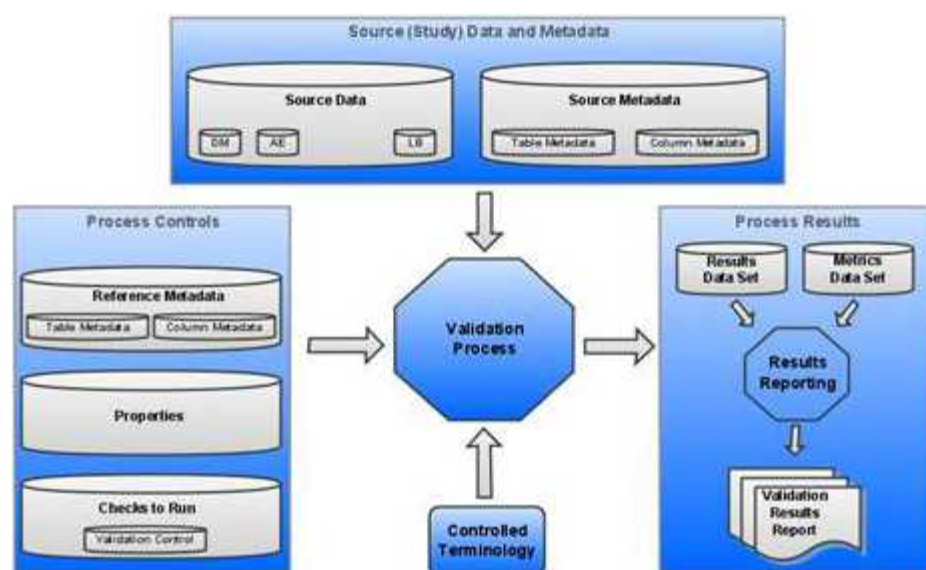 Source (Study) Data and Metadata
Source Data
DM
AE
LB
Source Metadata
Table Metadata
Column Metadata
Process Controls
Reference Metadata
Table Metadata
Column Metadata
Properties
Checks to Run
Validation Control
Validation
Process
Controlled
Terminology
Process Results
Results
Data Set
Metrics
Data Set
Results
Reporting
Validation
Results
Report